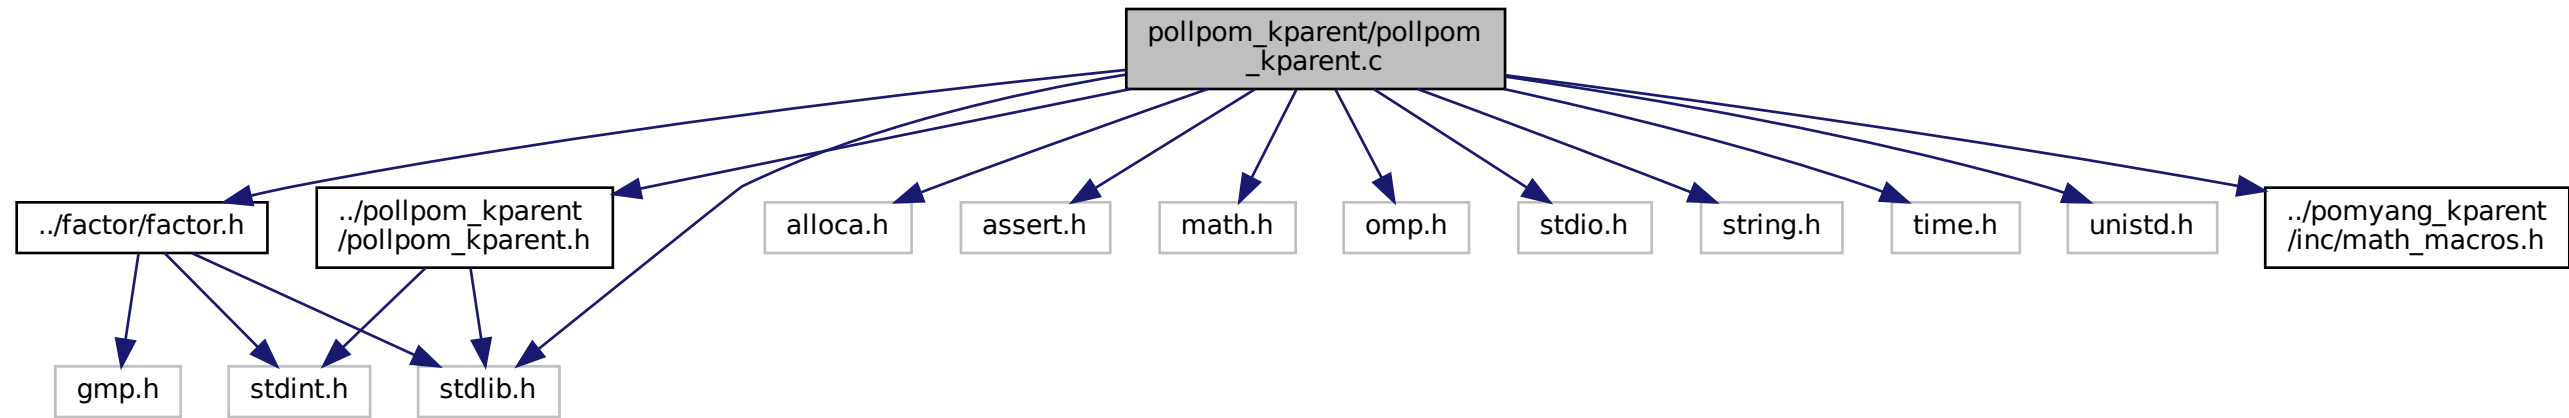 pollpom_kparent/pollpom
_kparent.c
../factor/factor.h
../pollpom_kparent
/pollpom_kparent.h
alloca.h
assert.h
math.h
omp.h
stdio.h
string.h
time.h
unistd.h
../pomyang_kparent
/inc/math_macros.h
gmp.h
stdint.h
stdlib.h